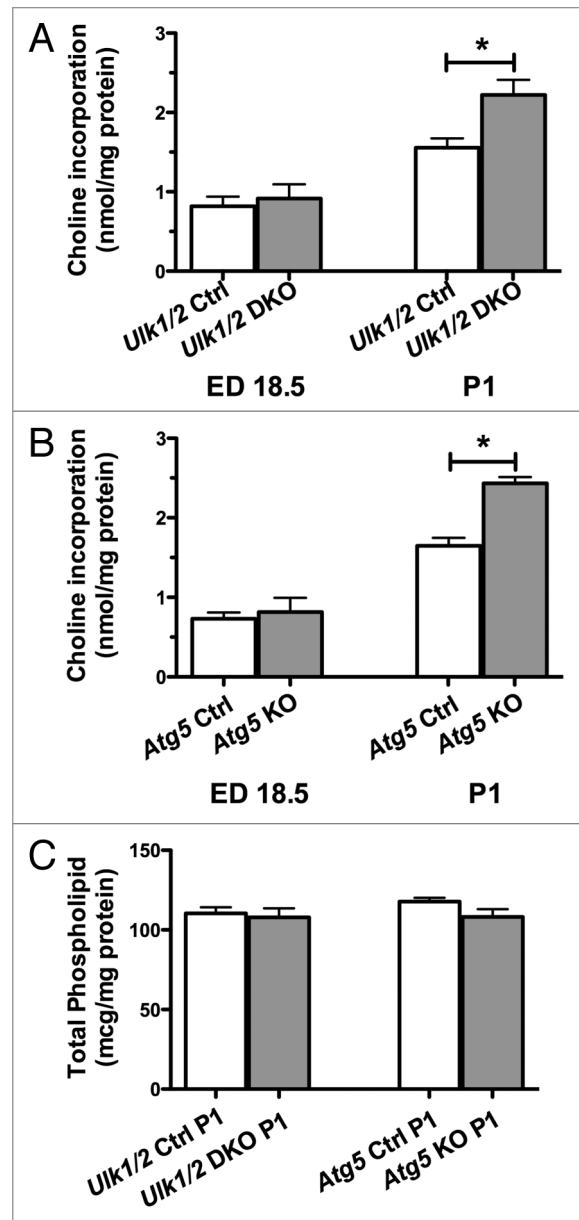 A
Choline incorporation
(nmol/mg protein)
3
2
1
0
*
Ulk1/2 Ctrl
Ulk1/2 DKO
Ulk1/2 Ctrl
Ulk1/2 DKO
ED 18.5
P1
B
Choline incorporation
(nmol/mg protein)
3
2
1
0
*
Atg5 Ctrl
Atg5 KO
Atg5 Ctrl
Atg5 KO
ED 18.5
P1
C
Total Phospholipid
(mcg/mg protein)
150
100
50
0
Ulk1/2 Ctrl P1
Ulk1/2 DKO P1
Atg5 Ctrl P1
Atg5 KO P1